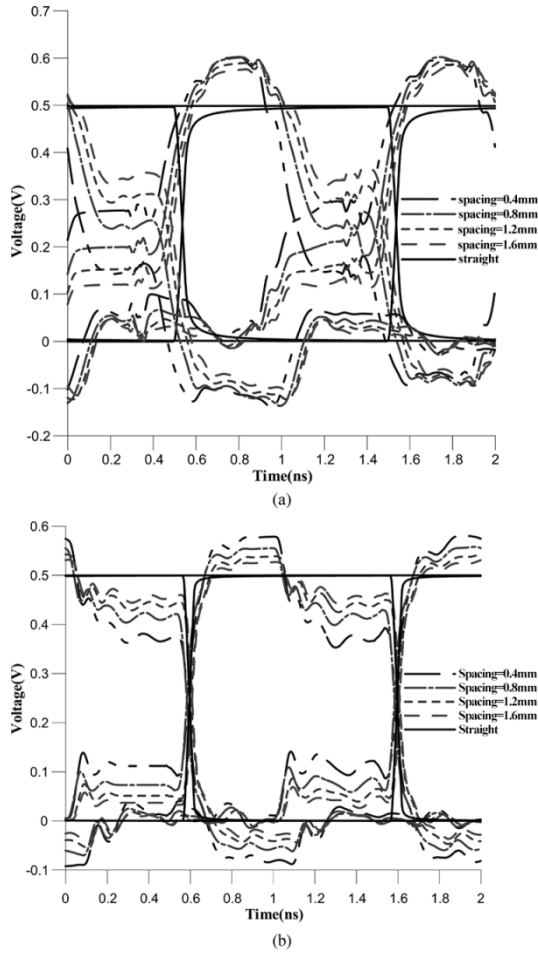 0.7
0.6
0.5
0.4
0.3
0.2
0.1
0
-0.1
-0.2
Voltage(V)
spacing=0.4mm
spacing=0.8mm
spacing=1.2mm
spacing=1.6mm
straight
0 0.2 0.4 0.6 0.8 1 1.2 1.4 1.6 1.8 2
Time(ns)
(a)
0.6
0.5
0.4
0.3
0.2
0.1
0
-0.1
Voltage(V)
Spacing=0.4mm
Spacing=0.8mm
Spacing=1.2mm
Spacing=1.6mm
Straight
0 0.2 0.4 0.6 0.8 1 1.2 1.4 1.6 1.8 2
Time(ns)
(b)